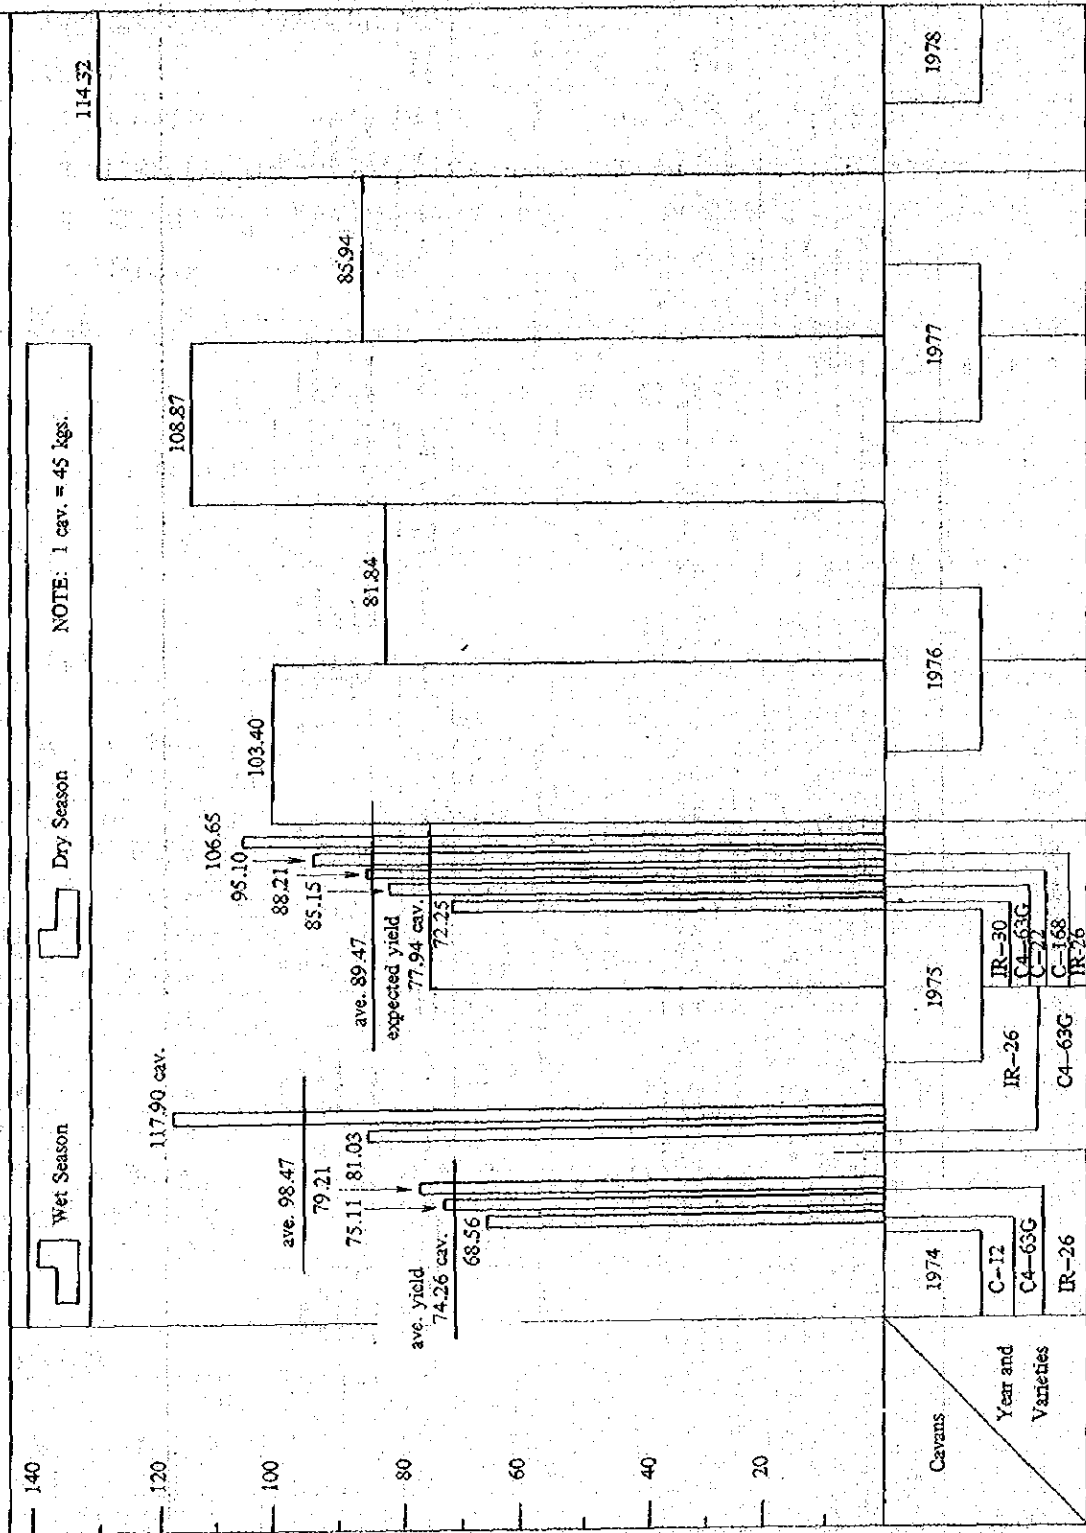 Wet Season
Dry Season
NOTE: 1 cav. = 45 kgs.
140
120
100
80
60
40
20
ave. yield
74.26 cav.
68.56
75.11
79.21
ave. 98.47
81.03
117.90 cav.
ave. 89.47
expected yield
77.94 cav.
72.25
85.15
88.21
95.10
106.65
103.40
81.84
108.87
85.94
114.32
Cavans
Year and
Varieties
1974
1975
1976
1977
1978
C-12
C4-63G
IR-26
IR-26
C4-63G
IR-30
C4-63G
C-22
C-168
IR-26